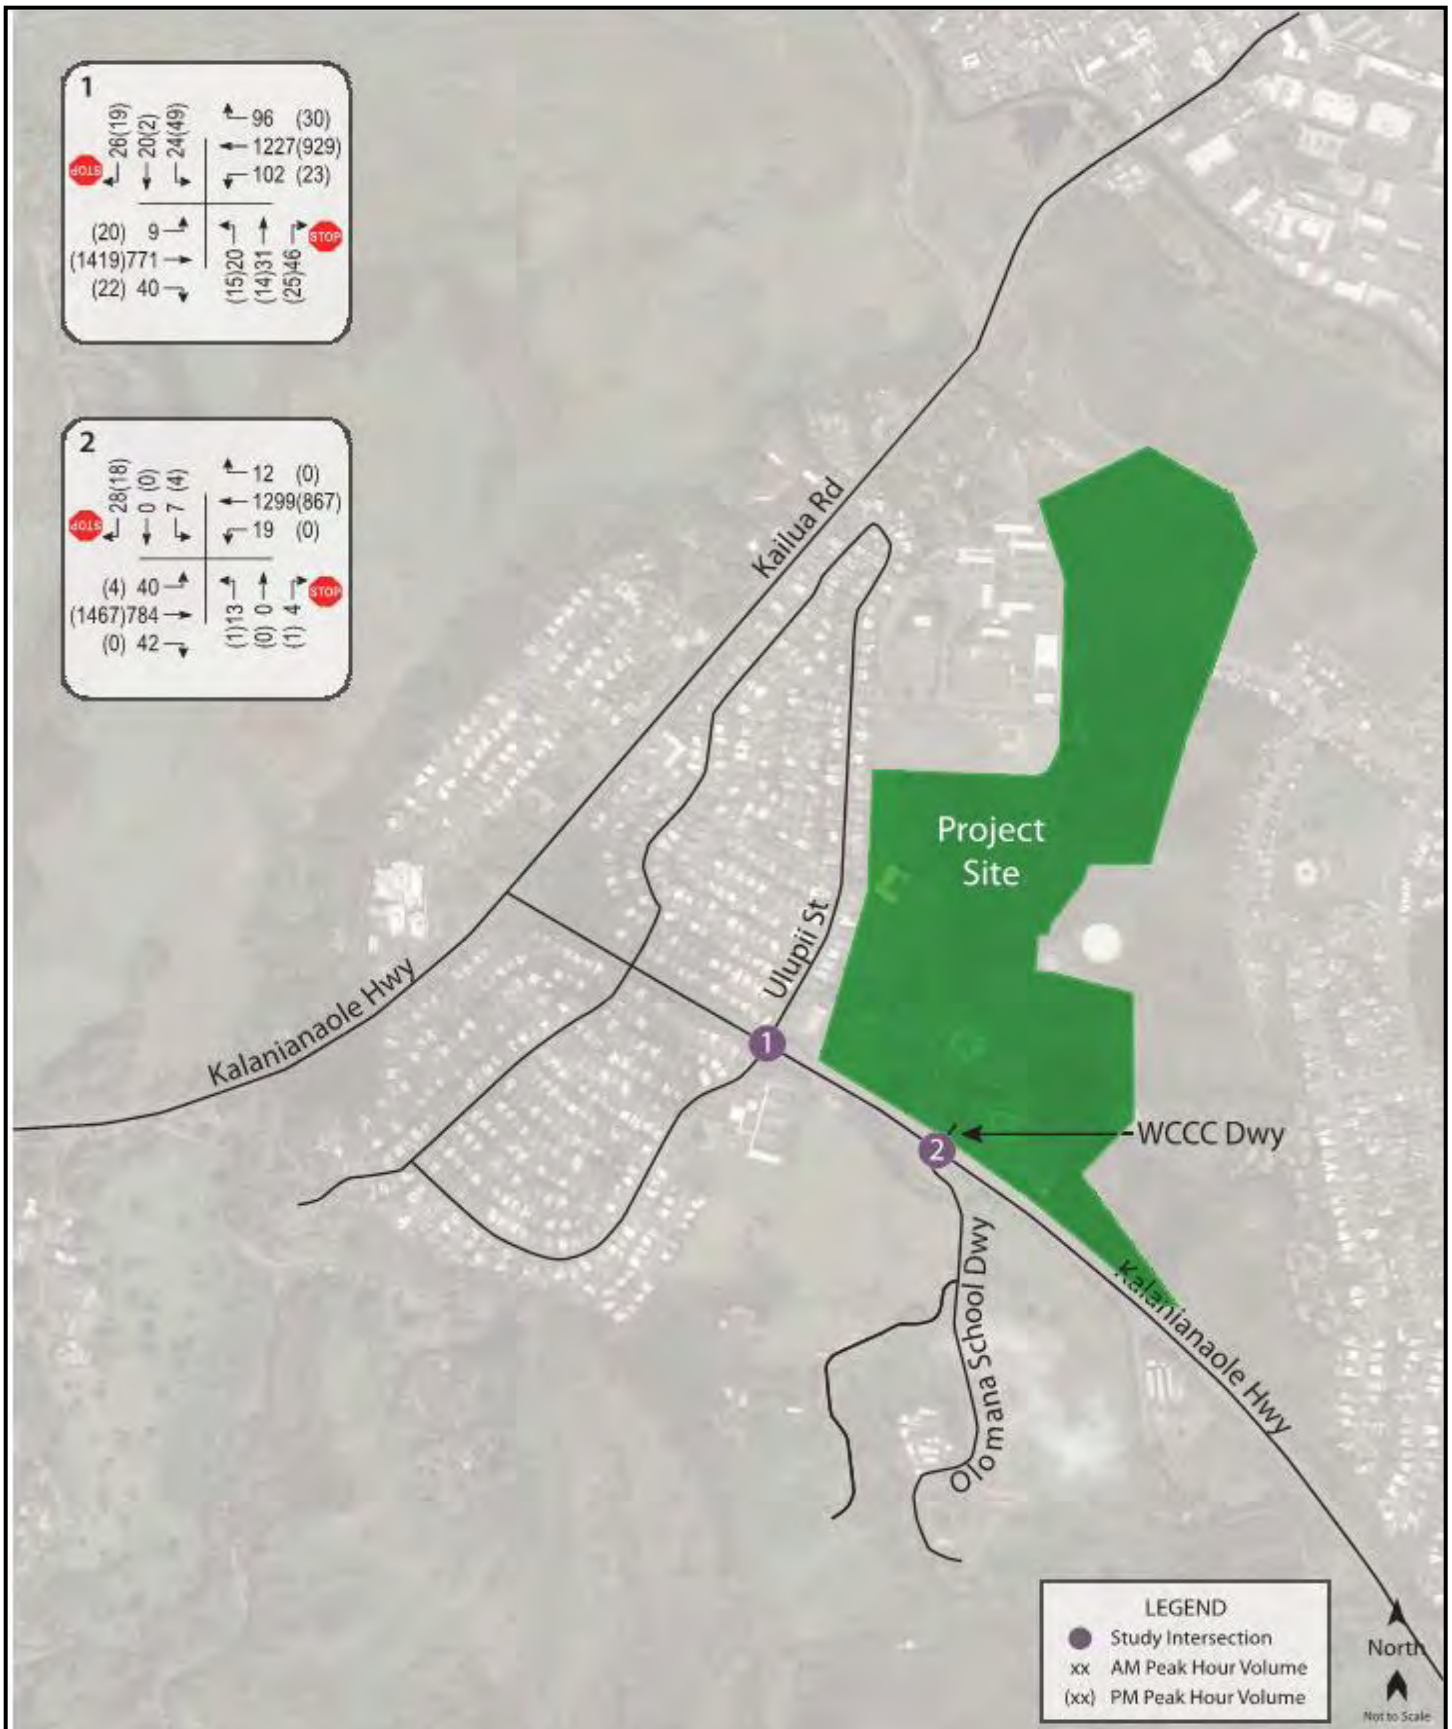 1
26(19)
20(2)
24(49)
96 (30)
1227(929)
102 (23)
STOP
(20) 9
(1419)771
(22) 40
(15)20
(14)31
(25)46
STOP
2
28(18)
0 (0)
7 (4)
12 (0)
1299(867)
19 (0)
STOP
(4) 40
(1467)784
(0) 42
(1)13
(0) 0
(1) 4
STOP
Kailua Rd
Project
Site
Ulupii St
Kalanianaole Hwy
1
2
WCCC Dwy
Olomana School Dwy
Kalanianaole Hwy
LEGEND
Study Intersection
xx AM Peak Hour Volume
(xx) PM Peak Hour Volume
North
Not to Scale